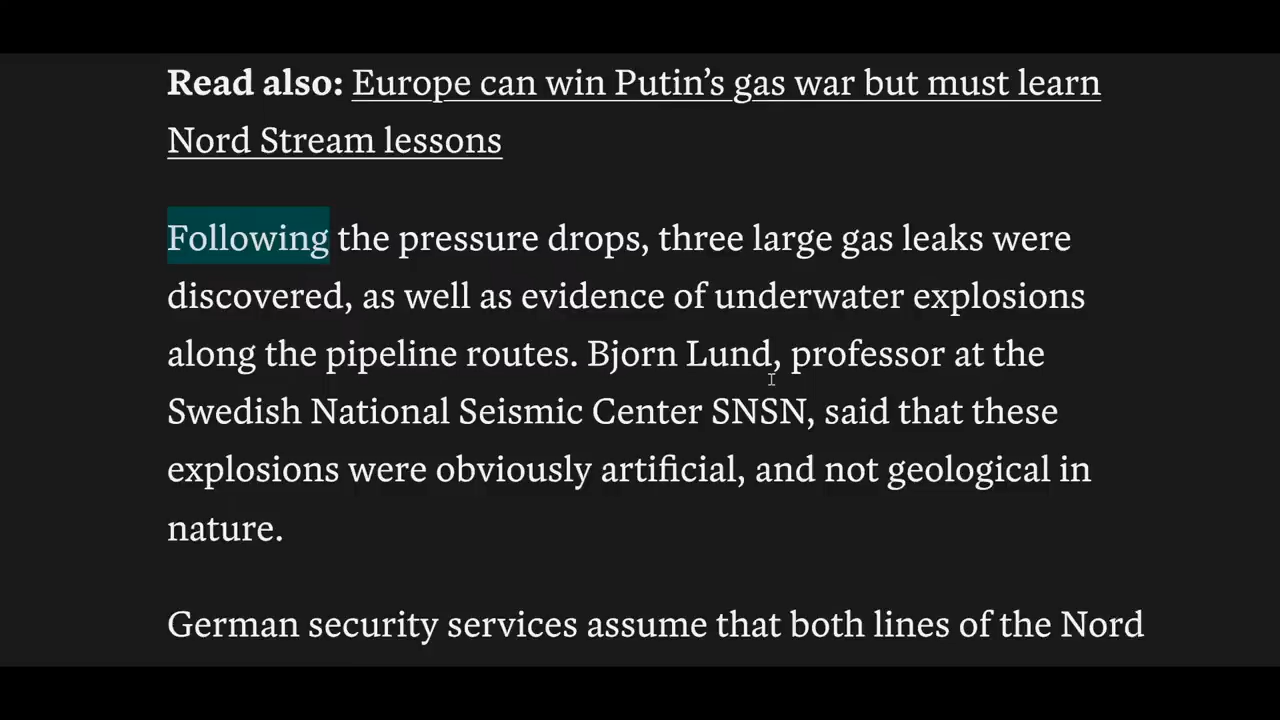 Read also: Europe can win Putin’s gas war but must learn
Nord Stream lessons
Following the pressure drops, three large gas leaks were
discovered, as well as evidence of underwater explosions
along the pipeline routes. Bjorn Lund, professor at the
Swedish National Seismic Center SNSN, said that these
explosions were obviously artificial, and not geological in
nature.
German security services assume that both lines of the Nord